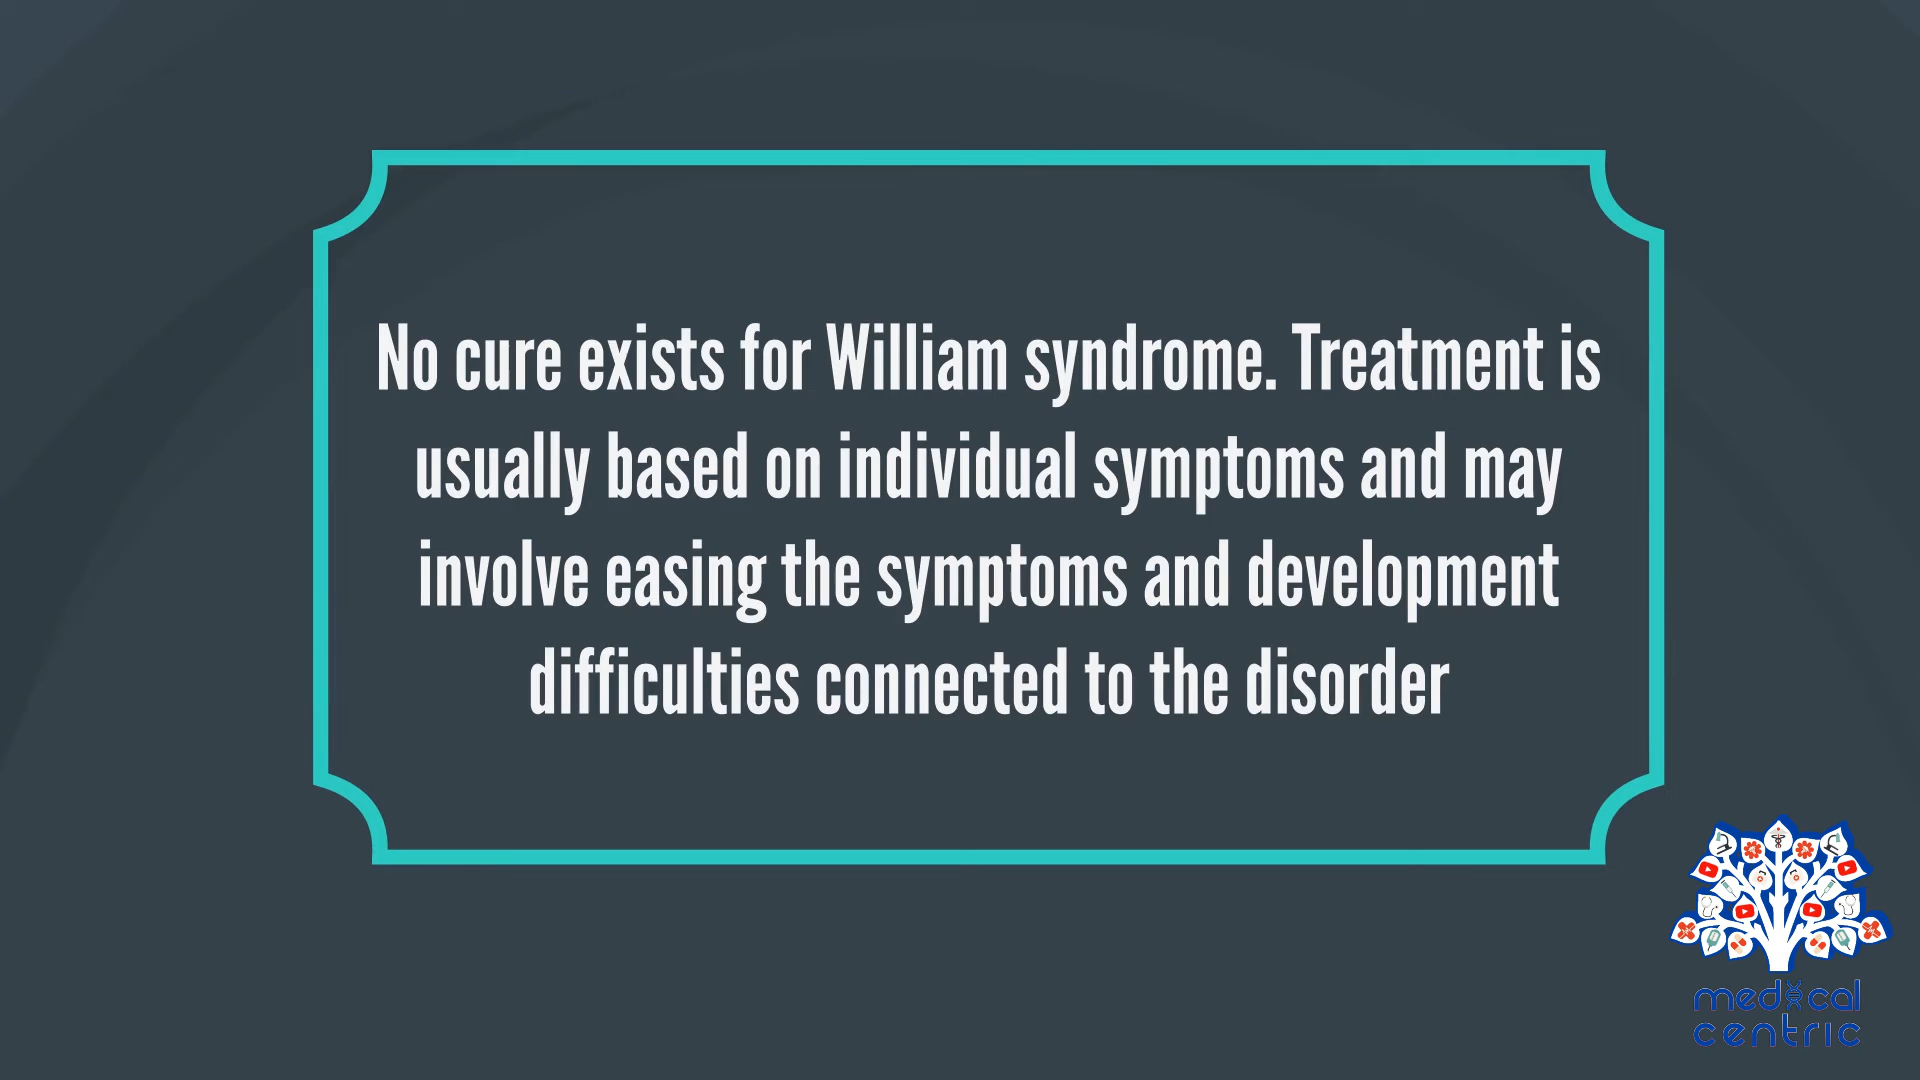 No cure exists for William syndrome. Treatment is
usually based on individual symptoms and may
involve easing the symptoms and development
difficulties connected to the disorder
medical
centric